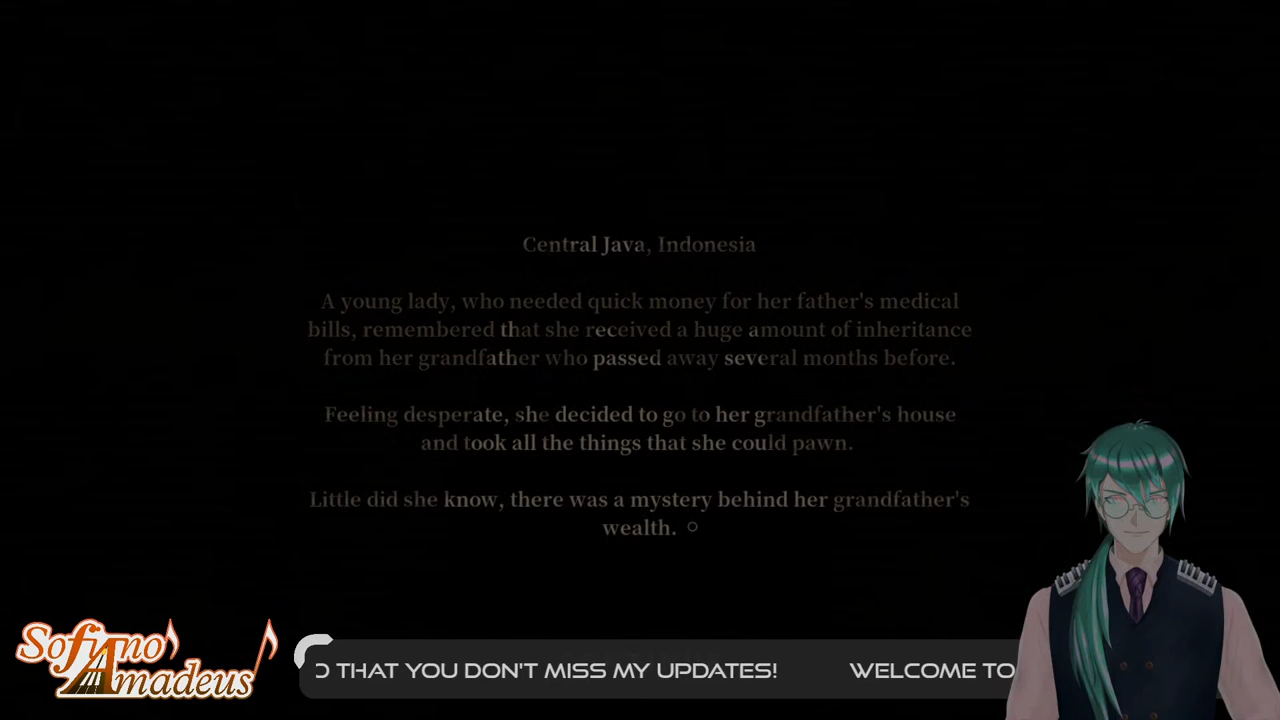 Central Java, Indonesia
A young lady, who needed quick money for her father's medical
bills, remembered that she received a huge amount of inheritance
from her grandfather who passed away several months before.
Feeling desperate, she decided to go to her grandfather's house
and took all the things that she could pawn.
Little did she know, there was a mystery behind her grandfather's
wealth.
Sofiano
Amadeus
O THAT YOU DON'T MISS MY UPDATES! WELCOME TO